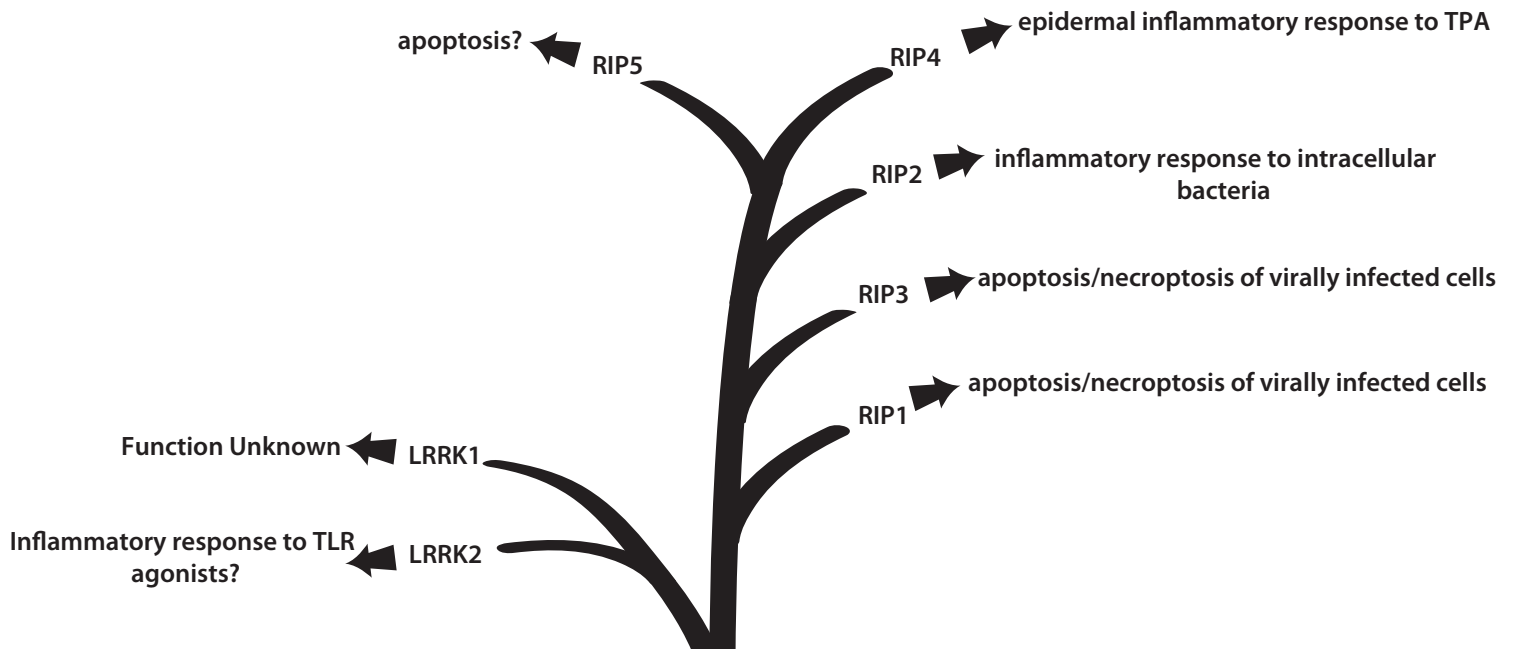 epidermal inflammatory response to TPA
apoptosis?
RIP5
RIP4
RIP2
inflammatory response to intracellular
bacteria
RIP3
apoptosis/necroptosis of virally infected cells
RIP1
apoptosis/necroptosis of virally infected cells
Function Unknown
LRRK1
Inflammatory response to TLR
agonists?
LRRK2